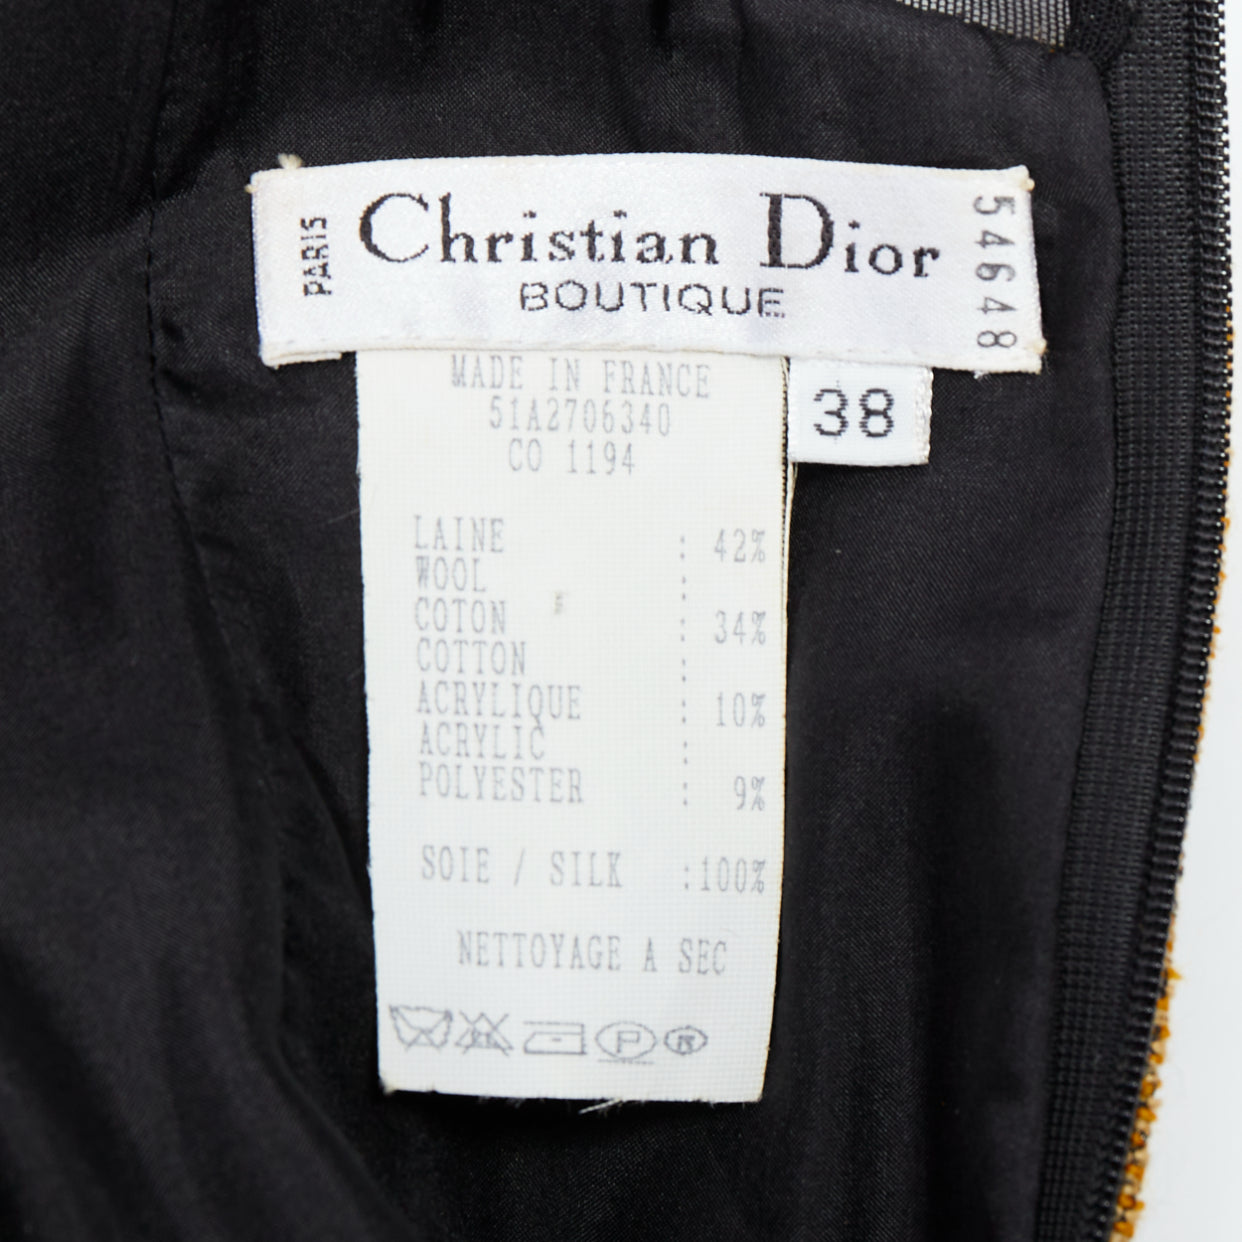 PARIS
Christian Dior
BOUTIQUE
54648
38
MADE IN FRANCE
51A2706340
CO 1194
LAINE : 42%
WOOL :
COTON : 34%
COTTON :
ACRYLIQUE : 10%
ACRYLIC :
POLYESTER : 9%
SOIE / SILK :100%
NETTOYAGE A SEC
P